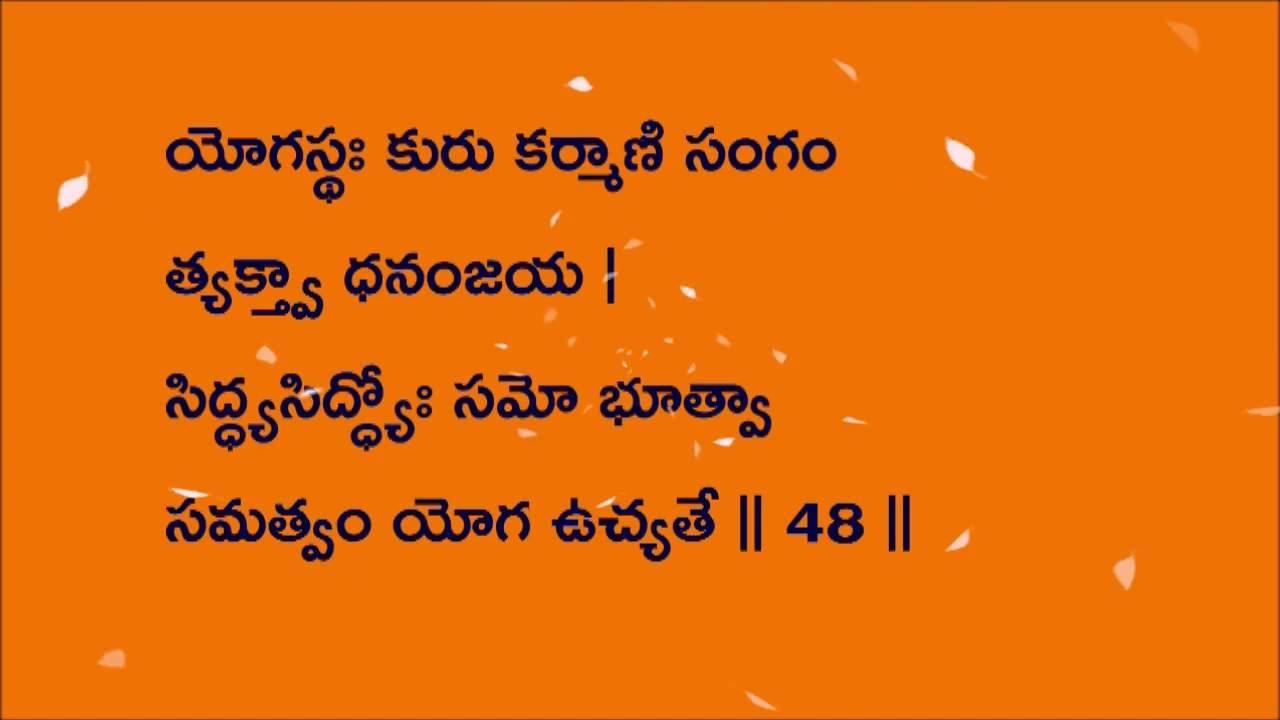 యోగస్థః కురు కర్మాణి సంగం
త్యక్త్వా ధనంజయ |
సిద్ధ్యసిద్ధ్యోః సమో భూత్వా
సమత్వం యోగ ఉచ్యతే || 48 ||